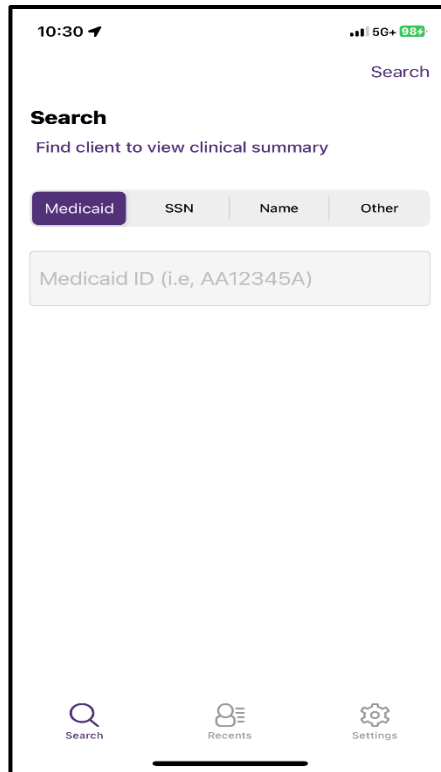 10:30 5G+ 98
Search
Search
Find client to view clinical summary
Medicaid SSN Name Other
Medicaid ID (i.e, AA12345A)
Search Recents Settings